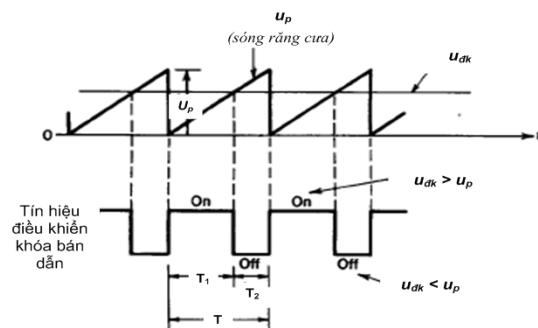 u_p
(sóng răng cưa)
u_đk
U_p
O
u_đk > u_p
On
On
Tín hiệu
điều khiển
khóa bán
dẫn
Off
Off
u_đk < u_p
T_1
T_2
T